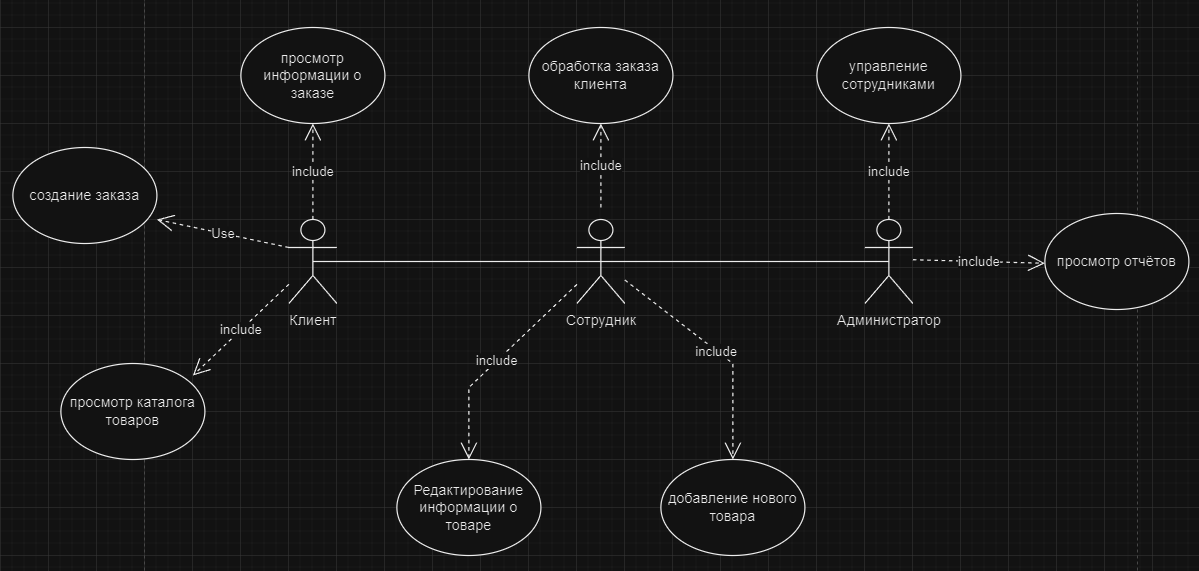 просмотр
информации о
заказе
обработка заказа
клиента
управление
сотрудниками
include
include
include
создание заказа
Use
include
просмотр отчётов
Клиент
Сотрудник
Администратор
include
include
include
просмотр каталога
товаров
Редактирование
информации о
товаре
добавление нового
товара